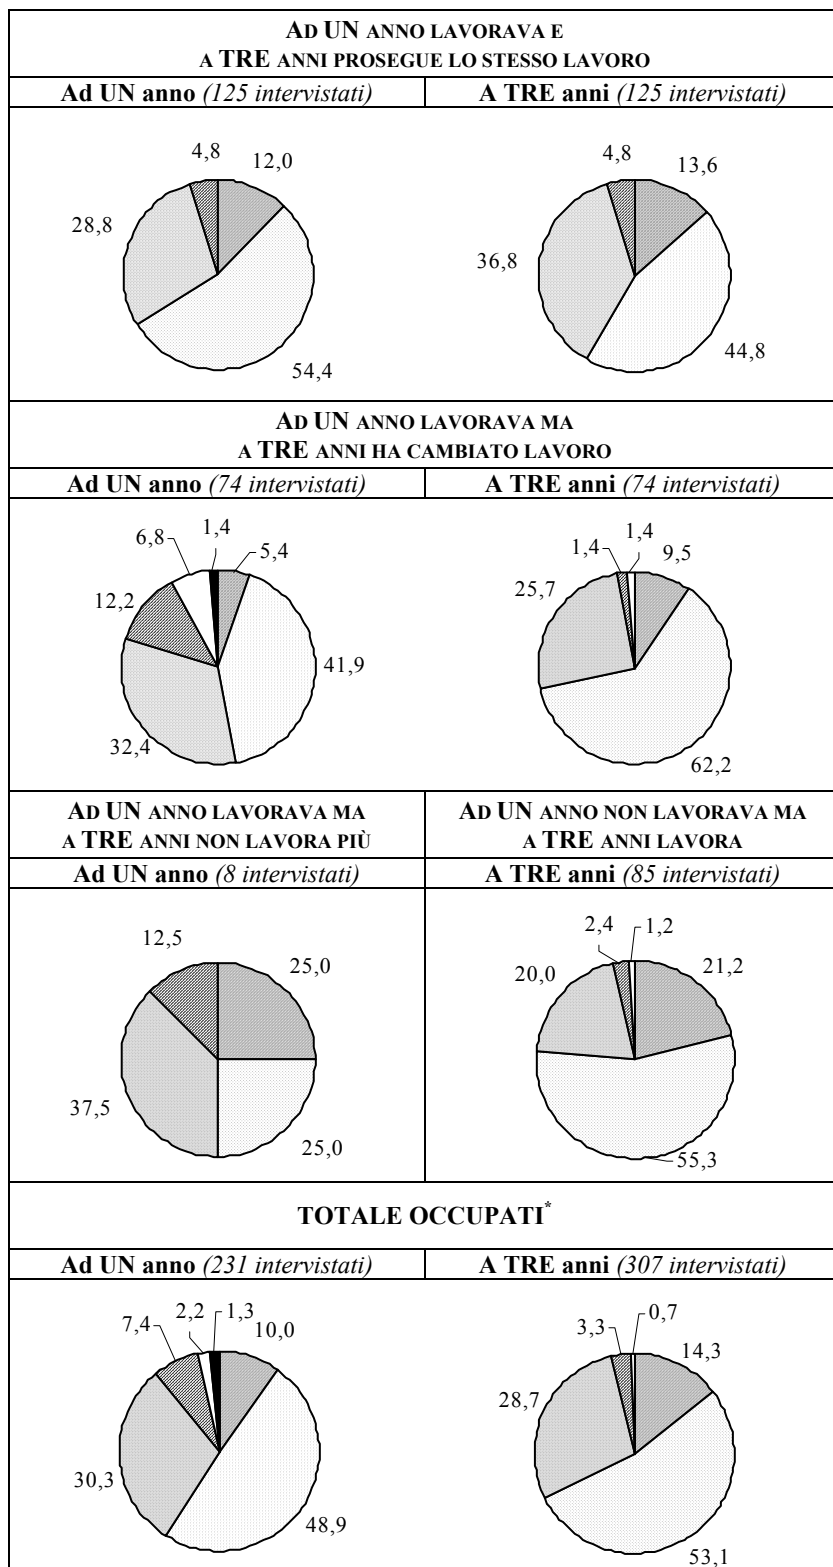 AD UN ANNO LAVORAVA E
A TRE ANNI PROSEGUE LO STESSO LAVORO
Ad UN anno (125 intervistati)
A TRE anni (125 intervistati)
4,8
12,0
28,8
54,4
4,8
13,6
36,8
44,8
AD UN ANNO LAVORAVA MA
A TRE ANNI HA CAMBIATO LAVORO
Ad UN anno (74 intervistati)
A TRE anni (74 intervistati)
6,8
1,4
5,4
12,2
41,9
32,4
1,4
1,4
9,5
25,7
62,2
AD UN ANNO LAVORAVA MA
A TRE ANNI NON LAVORA PIÙ
AD UN ANNO NON LAVORAVA MA
A TRE ANNI LAVORA
Ad UN anno (8 intervistati)
A TRE anni (85 intervistati)
12,5
25,0
37,5
25,0
2,4
1,2
20,0
21,2
55,3
TOTALE OCCUPATI*
Ad UN anno (231 intervistati)
A TRE anni (307 intervistati)
7,4
2,2
1,3
10,0
30,3
48,9
3,3
0,7
14,3
28,7
53,1